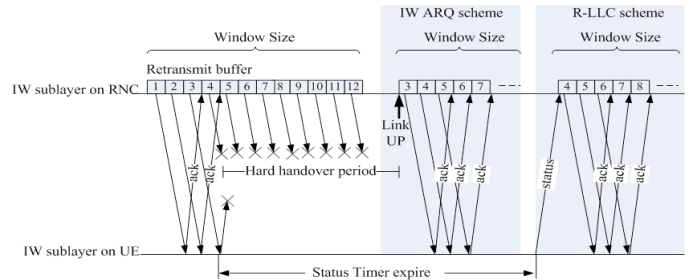 IW ARQ scheme
R-LLC scheme
Window Size
Window Size
Window Size
Retransmit buffer
IW sublayer on RNC
1 2 3 4 5 6 7 8 9 10 11 12
3 4 5 6 7
4 5 6 7 8
Link
UP
Hard handover period
ack
ack
ack
ack
ack
status
ack
ack
ack
IW sublayer on UE
Status Timer expire